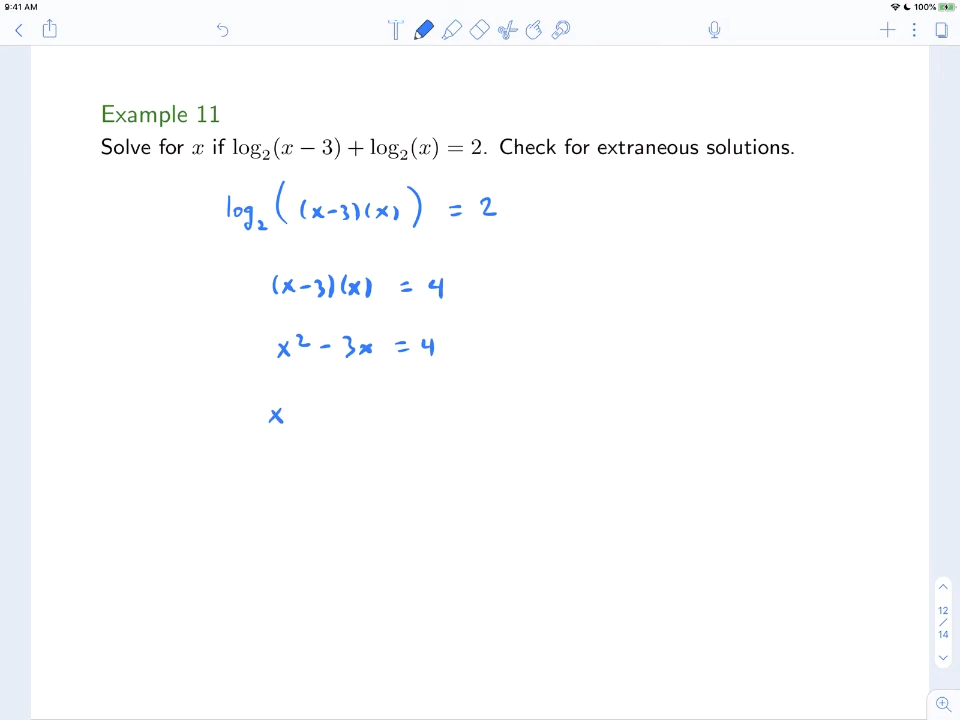 9:41 AM
100%
Example 11
Solve for x if log₂(x − 3) + log₂(x) = 2. Check for extraneous solutions.
log₂((x-3)(x)) = 2
(x-3)(x) = 4
x² - 3x = 4
x
12
/
14